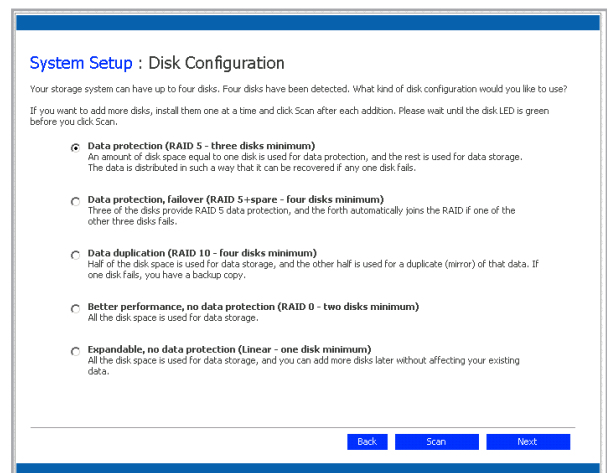 System Setup : Disk Configuration
Your storage system can have up to four disks. Four disks have been detected. What kind of disk configuration would you like to use?
If you want to add more disks, install them one at a time and click Scan after each addition. Please wait until the disk LED is green
before you click Scan.
Data protection (RAID 5 - three disks minimum)
An amount of disk space equal to one disk is used for data protection, and the rest is used for data storage.
The data is distributed in such a way that it can be recovered if any one disk fails.
Data protection, failover (RAID 5+spare - four disks minimum)
Three of the disks provide RAID 5 data protection, and the forth automatically joins the RAID if one of the
other three disks fails.
Data duplication (RAID 10 - four disks minimum)
Half of the disk space is used for data storage, and the other half is used for a duplicate (mirror) of that data. If
one disk fails, you have a backup copy.
Better performance, no data protection (RAID 0 - two disks minimum)
All the disk space is used for data storage.
Expandable, no data protection (Linear - one disk minimum)
All the disk space is used for data storage, and you can add more disks later without affecting your existing
data.
Back Scan Next